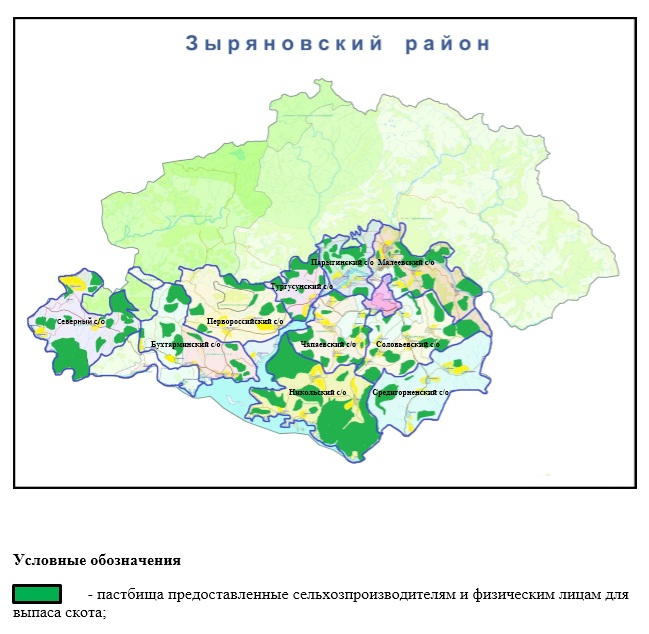 Зыряновский район
Парыгинский с/о
Малеевский с/о
Тургусунский с/о
Северный с/о
Первороссийский с/о
Бухтарминский с/о
Чапаевский с/о
Соловьевский с/о
Никольский с/о
Средигорненский с/о
Условные обозначения
- пастбища предоставленные сельхозпроизводителям и физическим лицам для
выпаса скота;